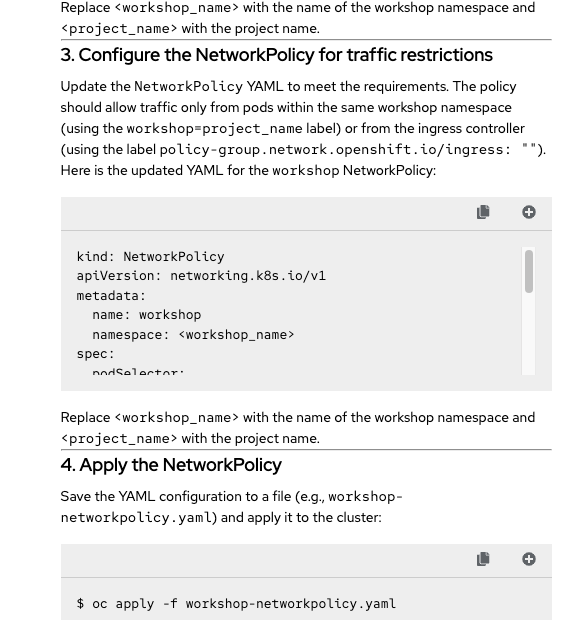 Replace <workshop_name> with the name of the workshop namespace and
<project_name> with the project name.
3. Configure the NetworkPolicy for traffic restrictions
Update the NetworkPolicy YAML to meet the requirements. The policy
should allow traffic only from pods within the same workshop namespace
(using the workshop=project_name label) or from the ingress controller
(using the label policy-group.network.openshift.io/ingress: "").
Here is the updated YAML for the workshop NetworkPolicy:
kind: NetworkPolicy
apiVersion: networking.k8s.io/v1
metadata:
  name: workshop
  namespace: <workshop_name>
spec:
  podSelector:
Replace <workshop_name> with the name of the workshop namespace and
<project_name> with the project name.
4. Apply the NetworkPolicy
Save the YAML configuration to a file (e.g., workshop-
networkpolicy.yaml) and apply it to the cluster:
$ oc apply -f workshop-networkpolicy.yaml